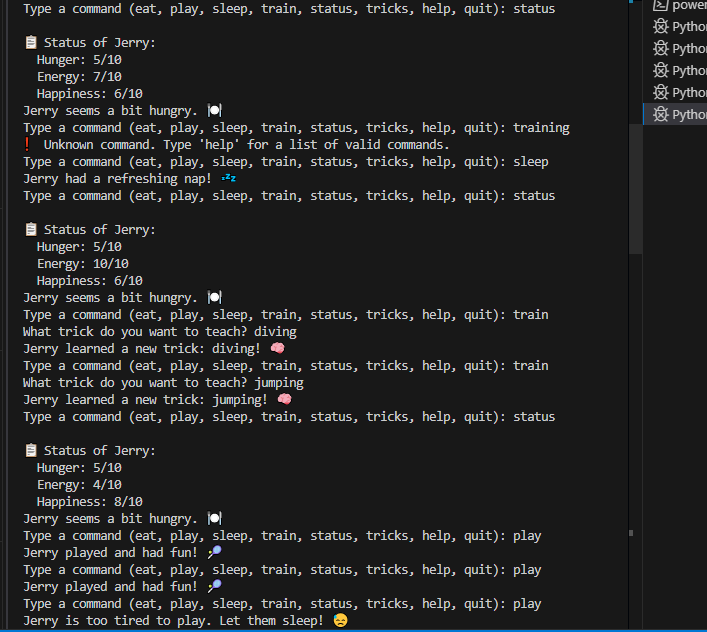 Type a command (eat, play, sleep, train, status, tricks, help, quit): status
📋 Status of Jerry:
Hunger: 5/10
Energy: 7/10
Happiness: 6/10
Jerry seems a bit hungry. 🍽️
Type a command (eat, play, sleep, train, status, tricks, help, quit): training
❗ Unknown command. Type 'help' for a list of valid commands.
Type a command (eat, play, sleep, train, status, tricks, help, quit): sleep
Jerry had a refreshing nap! 💤
Type a command (eat, play, sleep, train, status, tricks, help, quit): status
📋 Status of Jerry:
Hunger: 5/10
Energy: 10/10
Happiness: 6/10
Jerry seems a bit hungry. 🍽️
Type a command (eat, play, sleep, train, status, tricks, help, quit): train
What trick do you want to teach? diving
Jerry learned a new trick: diving! 🧠
Type a command (eat, play, sleep, train, status, tricks, help, quit): train
What trick do you want to teach? jumping
Jerry learned a new trick: jumping! 🧠
Type a command (eat, play, sleep, train, status, tricks, help, quit): status
📋 Status of Jerry:
Hunger: 5/10
Energy: 4/10
Happiness: 8/10
Jerry seems a bit hungry. 🍽️
Type a command (eat, play, sleep, train, status, tricks, help, quit): play
Jerry played and had fun! 🎾
Type a command (eat, play, sleep, train, status, tricks, help, quit): play
Jerry played and had fun! 🎾
Type a command (eat, play, sleep, train, status, tricks, help, quit): play
Jerry is too tired to play. Let them sleep! 😞
power
Pytho
Pytho
Pytho
Pytho
Pytho